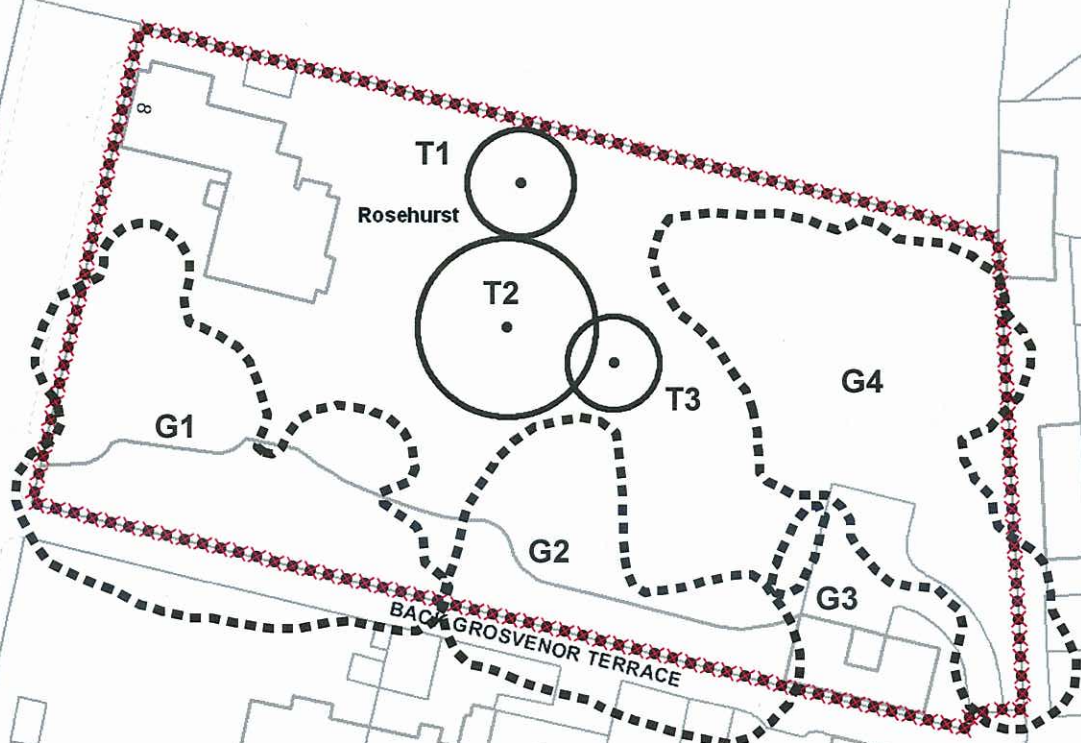 8
T1
Rosehurst
T2
T3
G4
G1
G2
G3
BACK GROSVENOR TERRACE